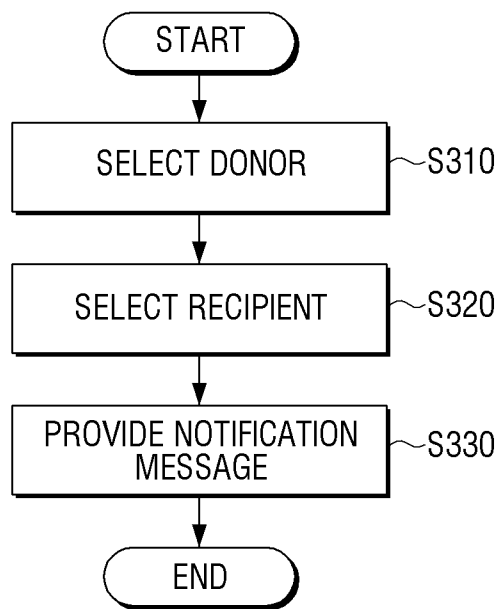 START
SELECT DONOR
S310
SELECT RECIPIENT
S320
PROVIDE NOTIFICATION
MESSAGE
S330
END